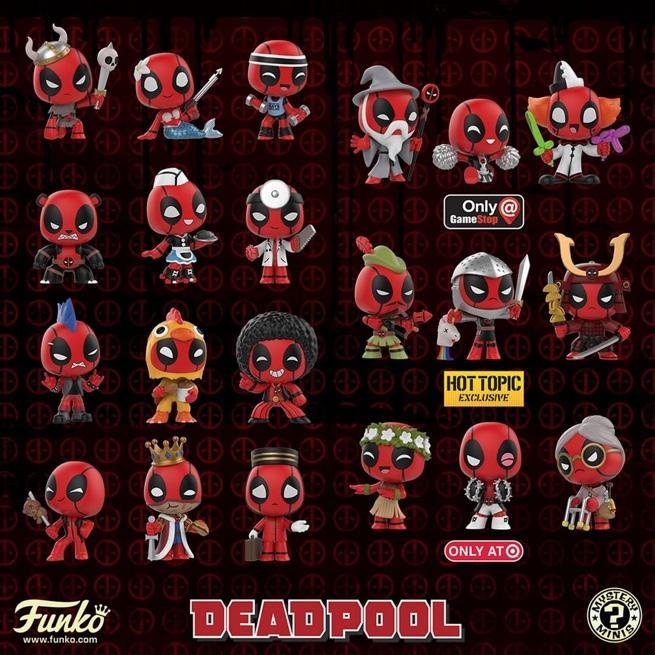 Only @
GameStop
HOT TOPIC
EXCLUSIVE
ONLY AT
Funko
www.funko.com
DEADPOOL
MYSTERY
?
MINIS